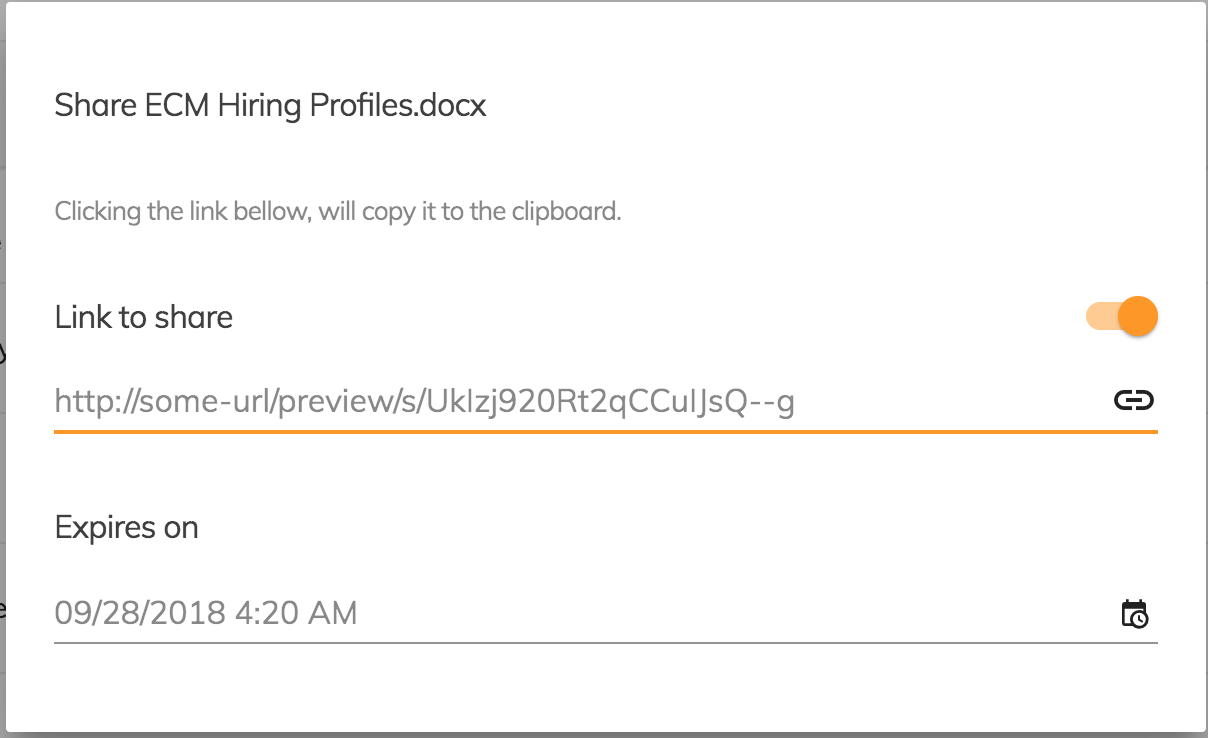 Share ECM Hiring Profiles.docx
Clicking the link bellow, will copy it to the clipboard.
Link to share
http://some-url/preview/s/UkIzj920Rt2qCCuIJsQ--g
Expires on
09/28/2018 4:20 AM